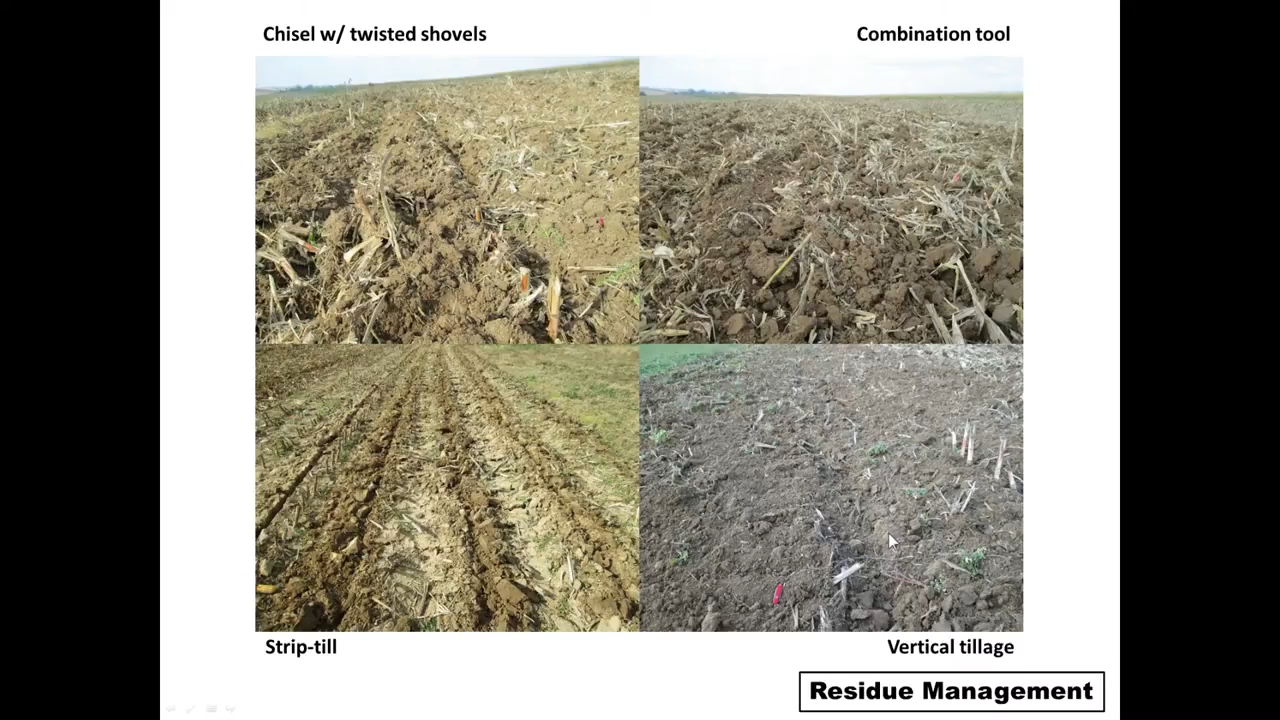 Chisel w/ twisted shovels
Combination tool
Strip-till
Vertical tillage
Residue Management